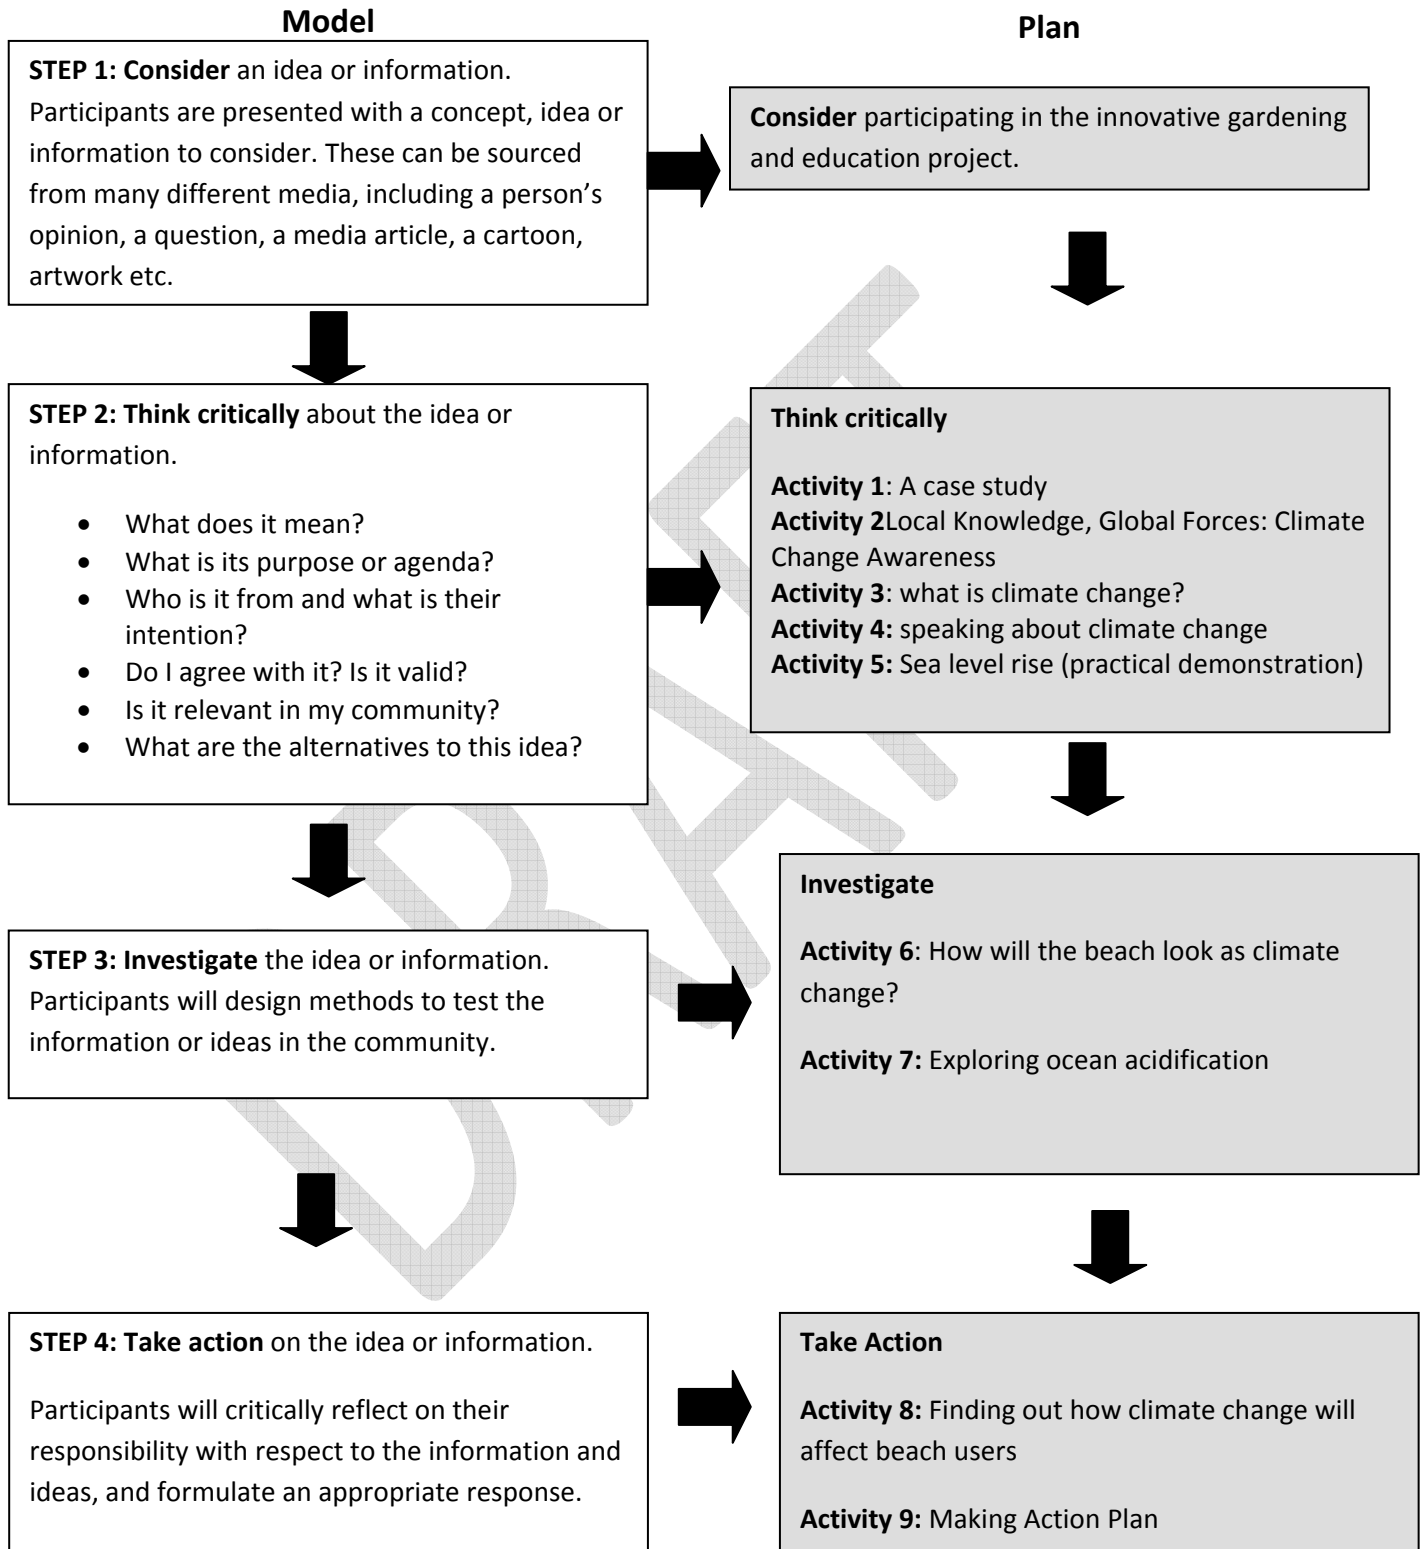 Model
STEP 1: Consider an idea or information.
Participants are presented with a concept, idea or
information to consider. These can be sourced
from many different media, including a person’s
opinion, a question, a media article, a cartoon,
artwork etc.
STEP 2: Think critically about the idea or
information.
• What does it mean?
• What is its purpose or agenda?
• Who is it from and what is their
intention?
• Do I agree with it? Is it valid?
• Is it relevant in my community?
• What are the alternatives to this idea?
STEP 3: Investigate the idea or information.
Participants will design methods to test the
information or ideas in the community.
STEP 4: Take action on the idea or information.
Participants will critically reflect on their
responsibility with respect to the information and
ideas, and formulate an appropriate response.
Plan
Consider participating in the innovative gardening
and education project.
Think critically
Activity 1: A case study
Activity 2Local Knowledge, Global Forces: Climate
Change Awareness
Activity 3: what is climate change?
Activity 4: speaking about climate change
Activity 5: Sea level rise (practical demonstration)
Investigate
Activity 6: How will the beach look as climate
change?
Activity 7: Exploring ocean acidification
Take Action
Activity 8: Finding out how climate change will
affect beach users
Activity 9: Making Action Plan
DRAFT